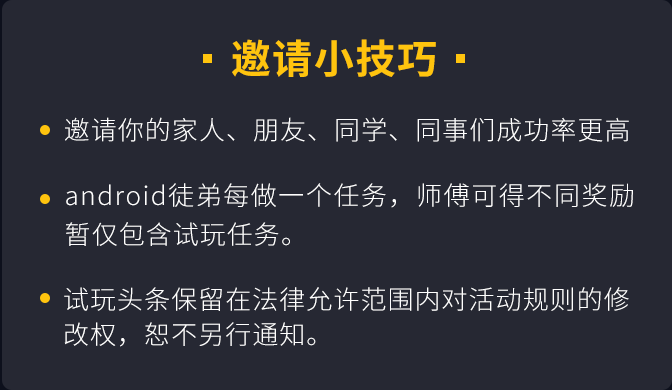 邀请小技巧
邀请你的家人、朋友、同学、同事们成功率更高
android徒弟每做一个任务，师傅可得不同奖励
暂仅包含试玩任务。
试玩头条保留在法律允许范围内对活动规则的修
改权，恕不另行通知。